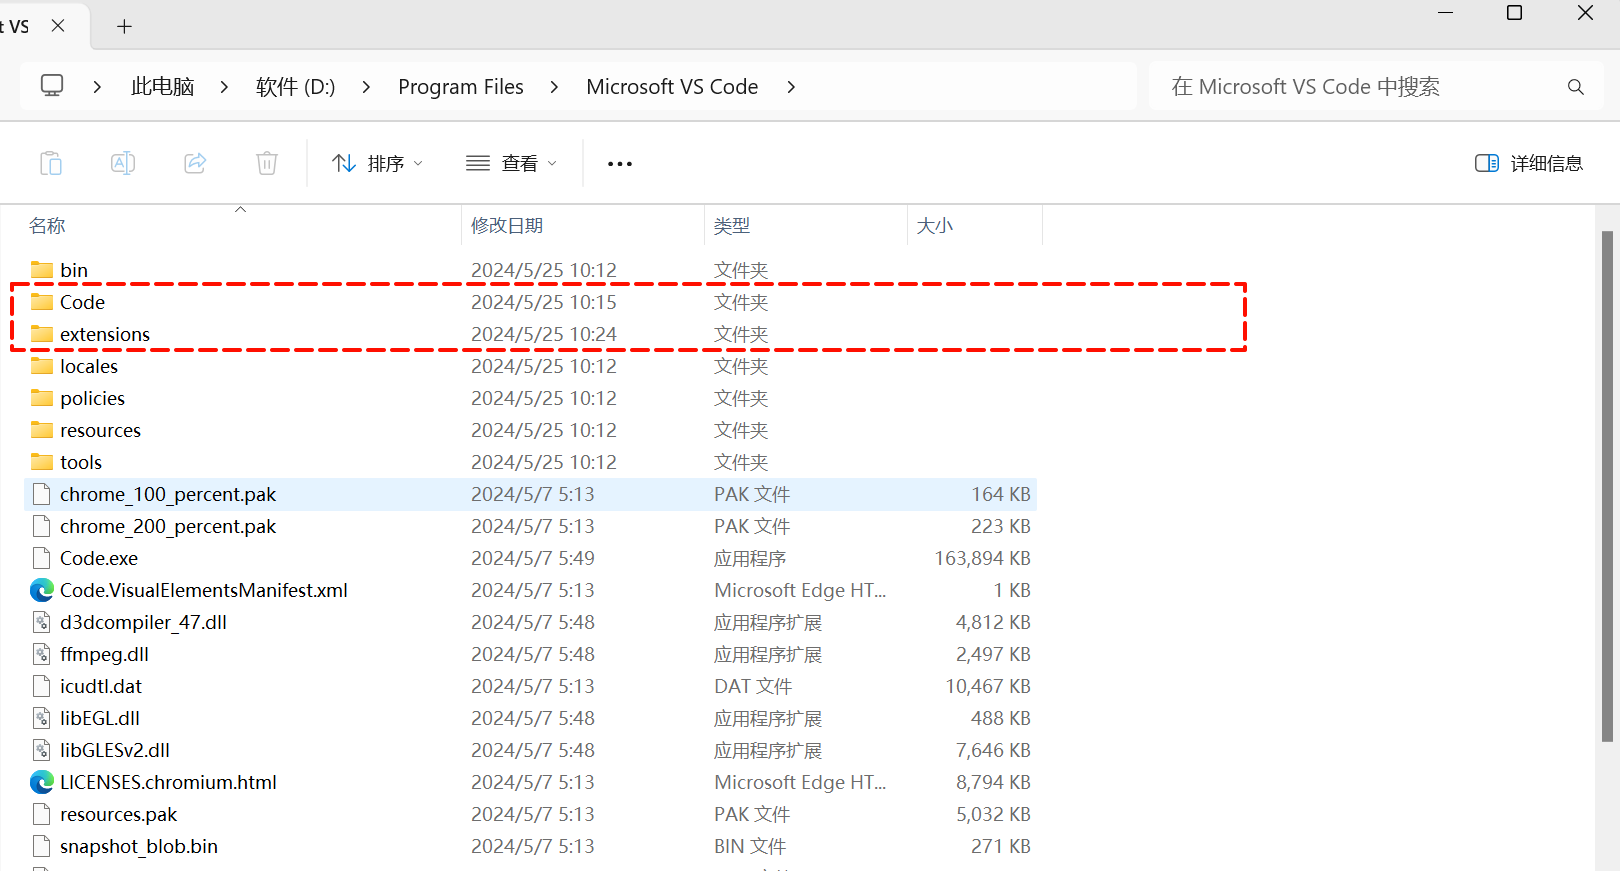 t VS
此电脑 软件 (D:) Program Files Microsoft VS Code 在 Microsoft VS Code 中搜索
排序 查看 ••• 详细信息
名称 修改日期 类型 大小
bin 2024/5/25 10:12 文件夹
Code 2024/5/25 10:15 文件夹
extensions 2024/5/25 10:24 文件夹
locales 2024/5/25 10:12 文件夹
policies 2024/5/25 10:12 文件夹
resources 2024/5/25 10:12 文件夹
tools 2024/5/25 10:12 文件夹
chrome_100_percent.pak 2024/5/7 5:13 PAK 文件 164 KB
chrome_200_percent.pak 2024/5/7 5:13 PAK 文件 223 KB
Code.exe 2024/5/7 5:49 应用程序 163,894 KB
Code.VisualElementsManifest.xml 2024/5/7 5:13 Microsoft Edge HT... 1 KB
d3dcompiler_47.dll 2024/5/7 5:48 应用程序扩展 4,812 KB
ffmpeg.dll 2024/5/7 5:48 应用程序扩展 2,497 KB
icudtl.dat 2024/5/7 5:13 DAT 文件 10,467 KB
libEGL.dll 2024/5/7 5:48 应用程序扩展 488 KB
libGLESv2.dll 2024/5/7 5:48 应用程序扩展 7,646 KB
LICENSES.chromium.html 2024/5/7 5:13 Microsoft Edge HT... 8,794 KB
resources.pak 2024/5/7 5:13 PAK 文件 5,032 KB
snapshot_blob.bin 2024/5/7 5:13 BIN 文件 271 KB